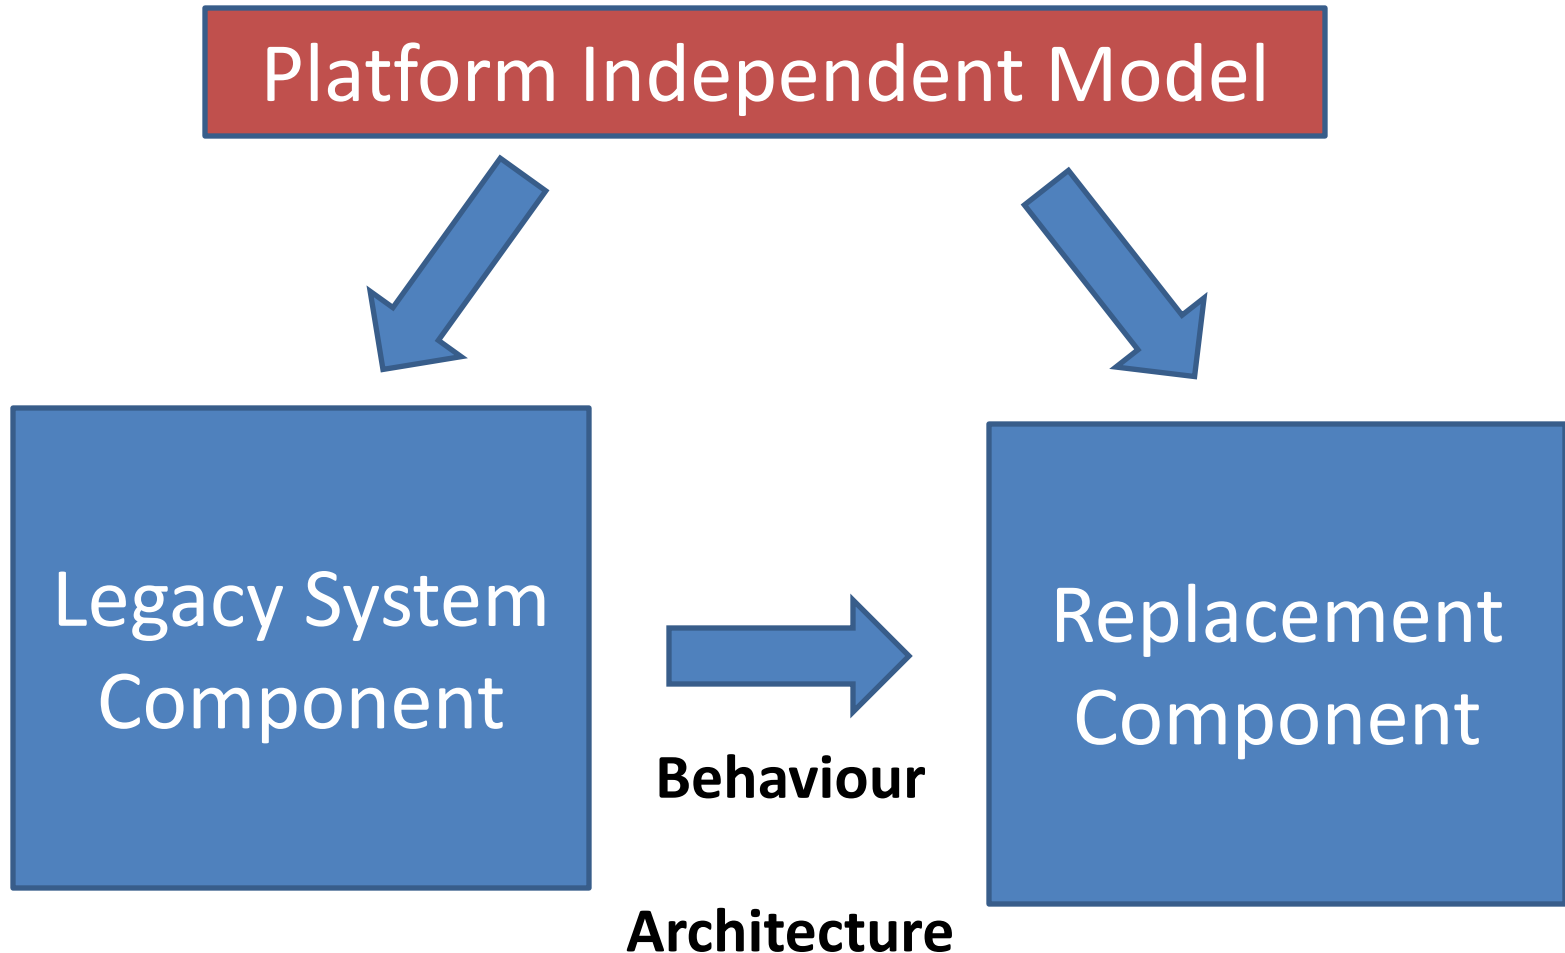 Platform Independent Model
Legacy System
Component
Replacement
Component
Behaviour
Architecture